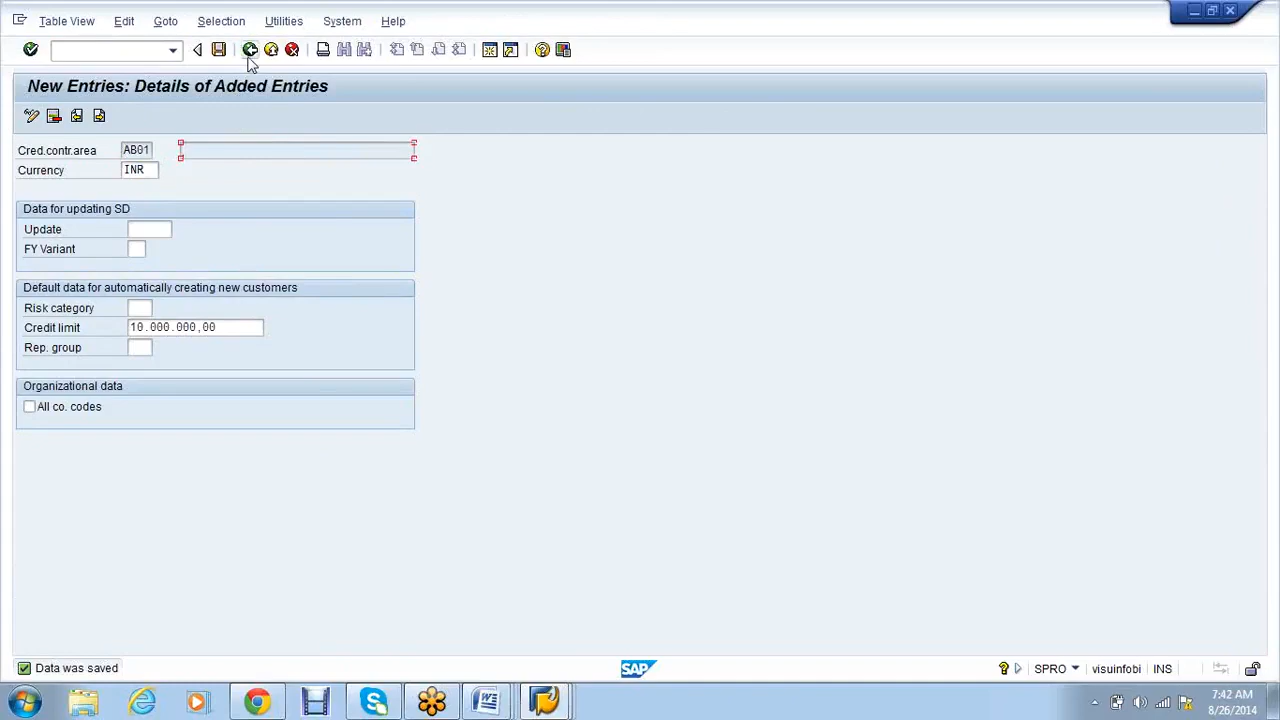 Table View Edit Goto Selection Utilities System Help
New Entries: Details of Added Entries
Cred.contr.area AB01
Currency INR
Data for updating SD
Update
FY Variant
Default data for automatically creating new customers
Risk category
Credit limit 10.000.000,00
Rep. group
Organizational data
All co. codes
Data was saved SAP SPRO visuinfobi INS
7:42 AM
8/26/2014